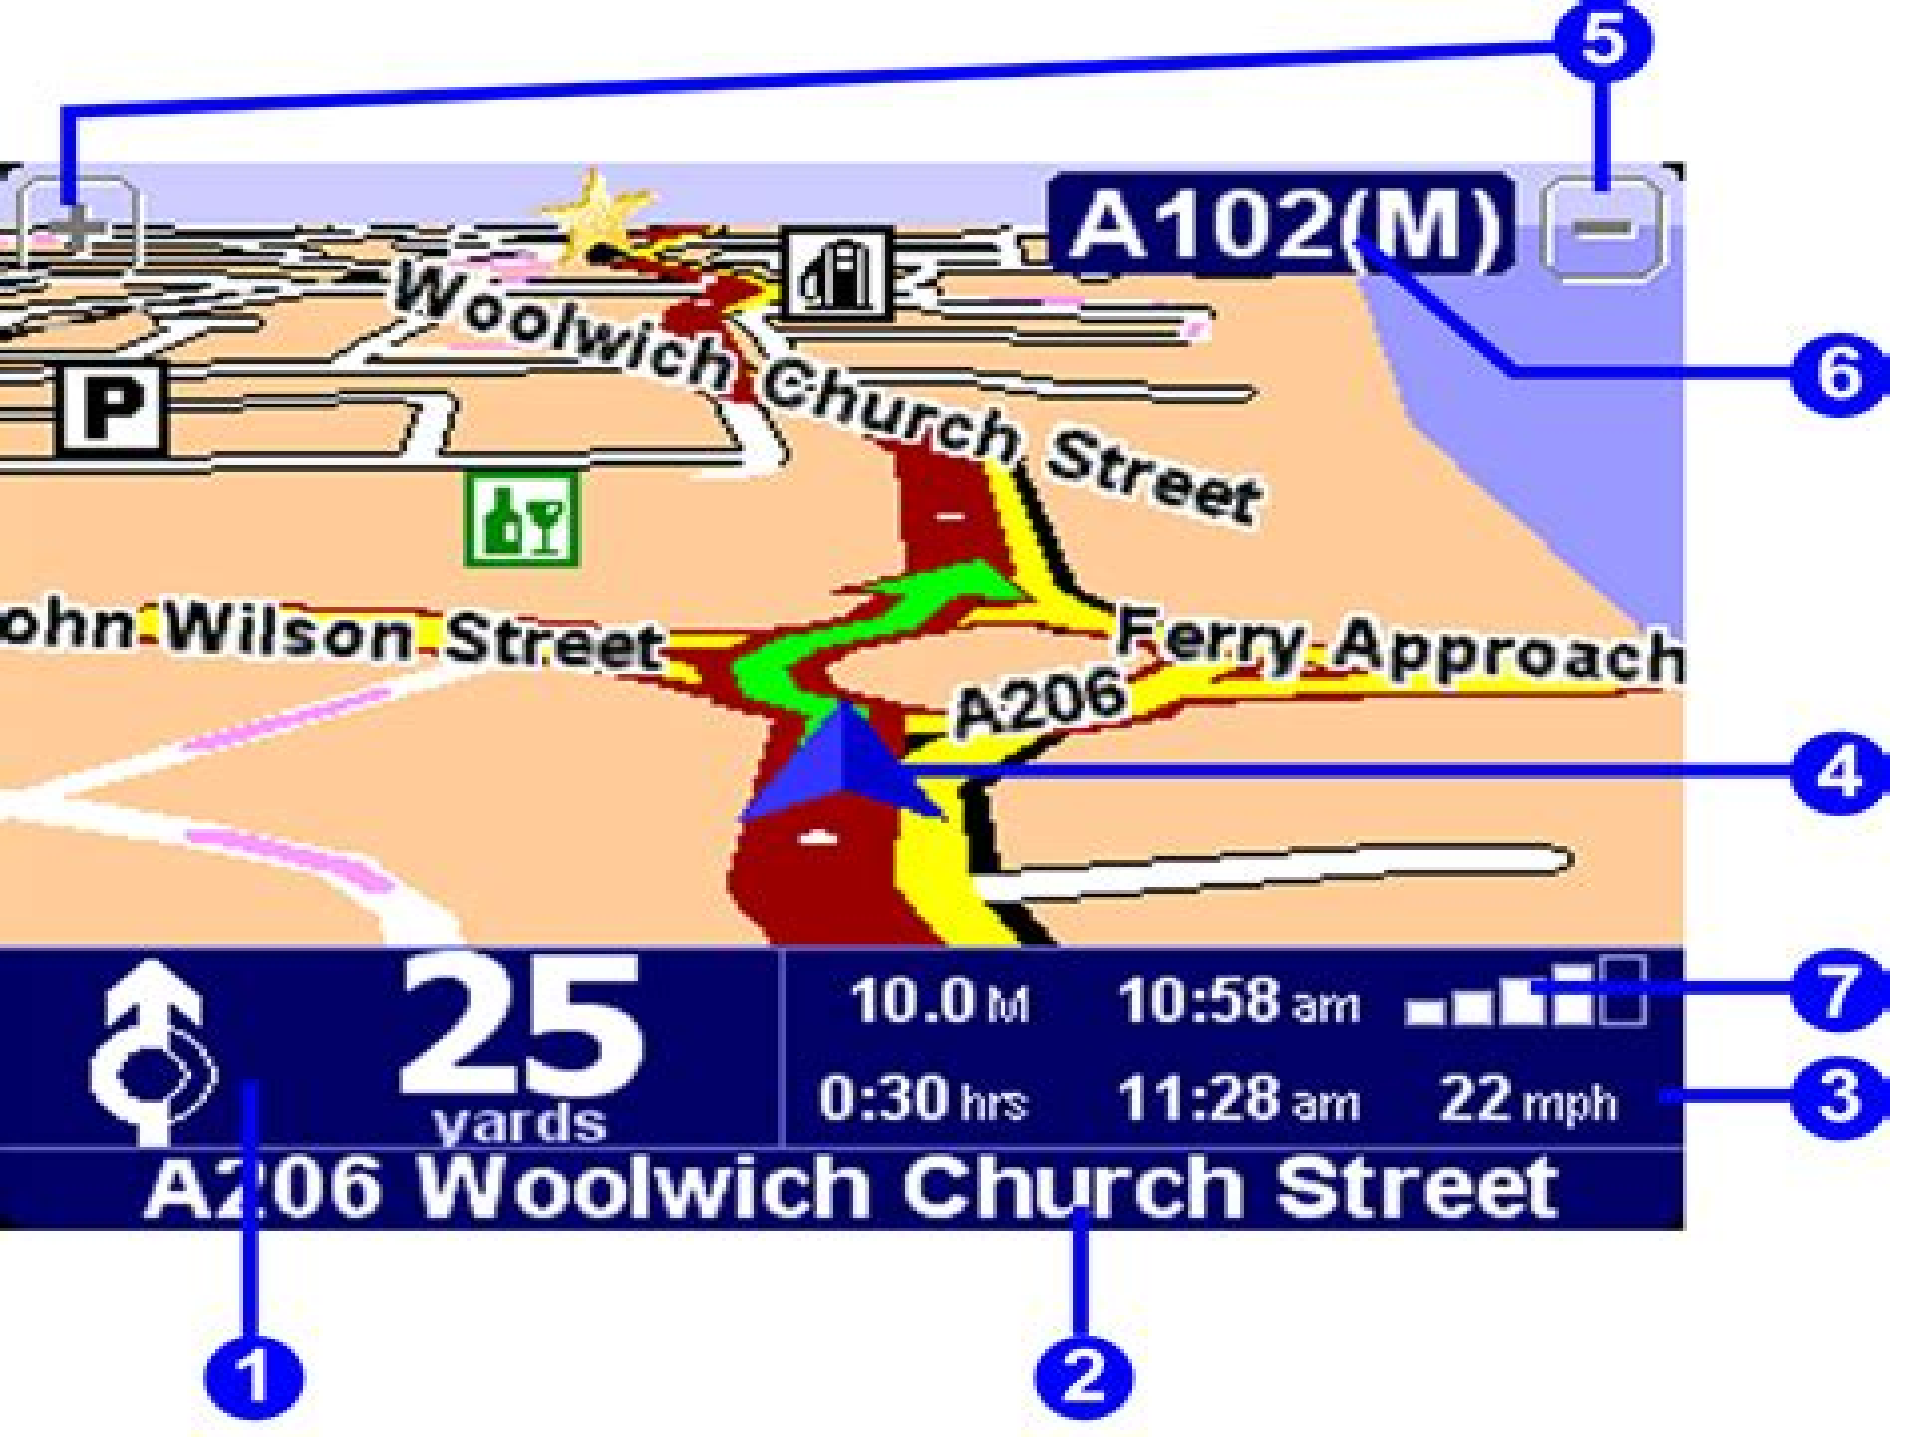 5
A102(M)
+
-
Woolwich Church Street
6
P
ohn Wilson Street
Ferry Approach
A206
4
25
yards
10.0 M
10:58 am
7
0:30 hrs
11:28 am
22 mph
3
A206 Woolwich Church Street
1
2